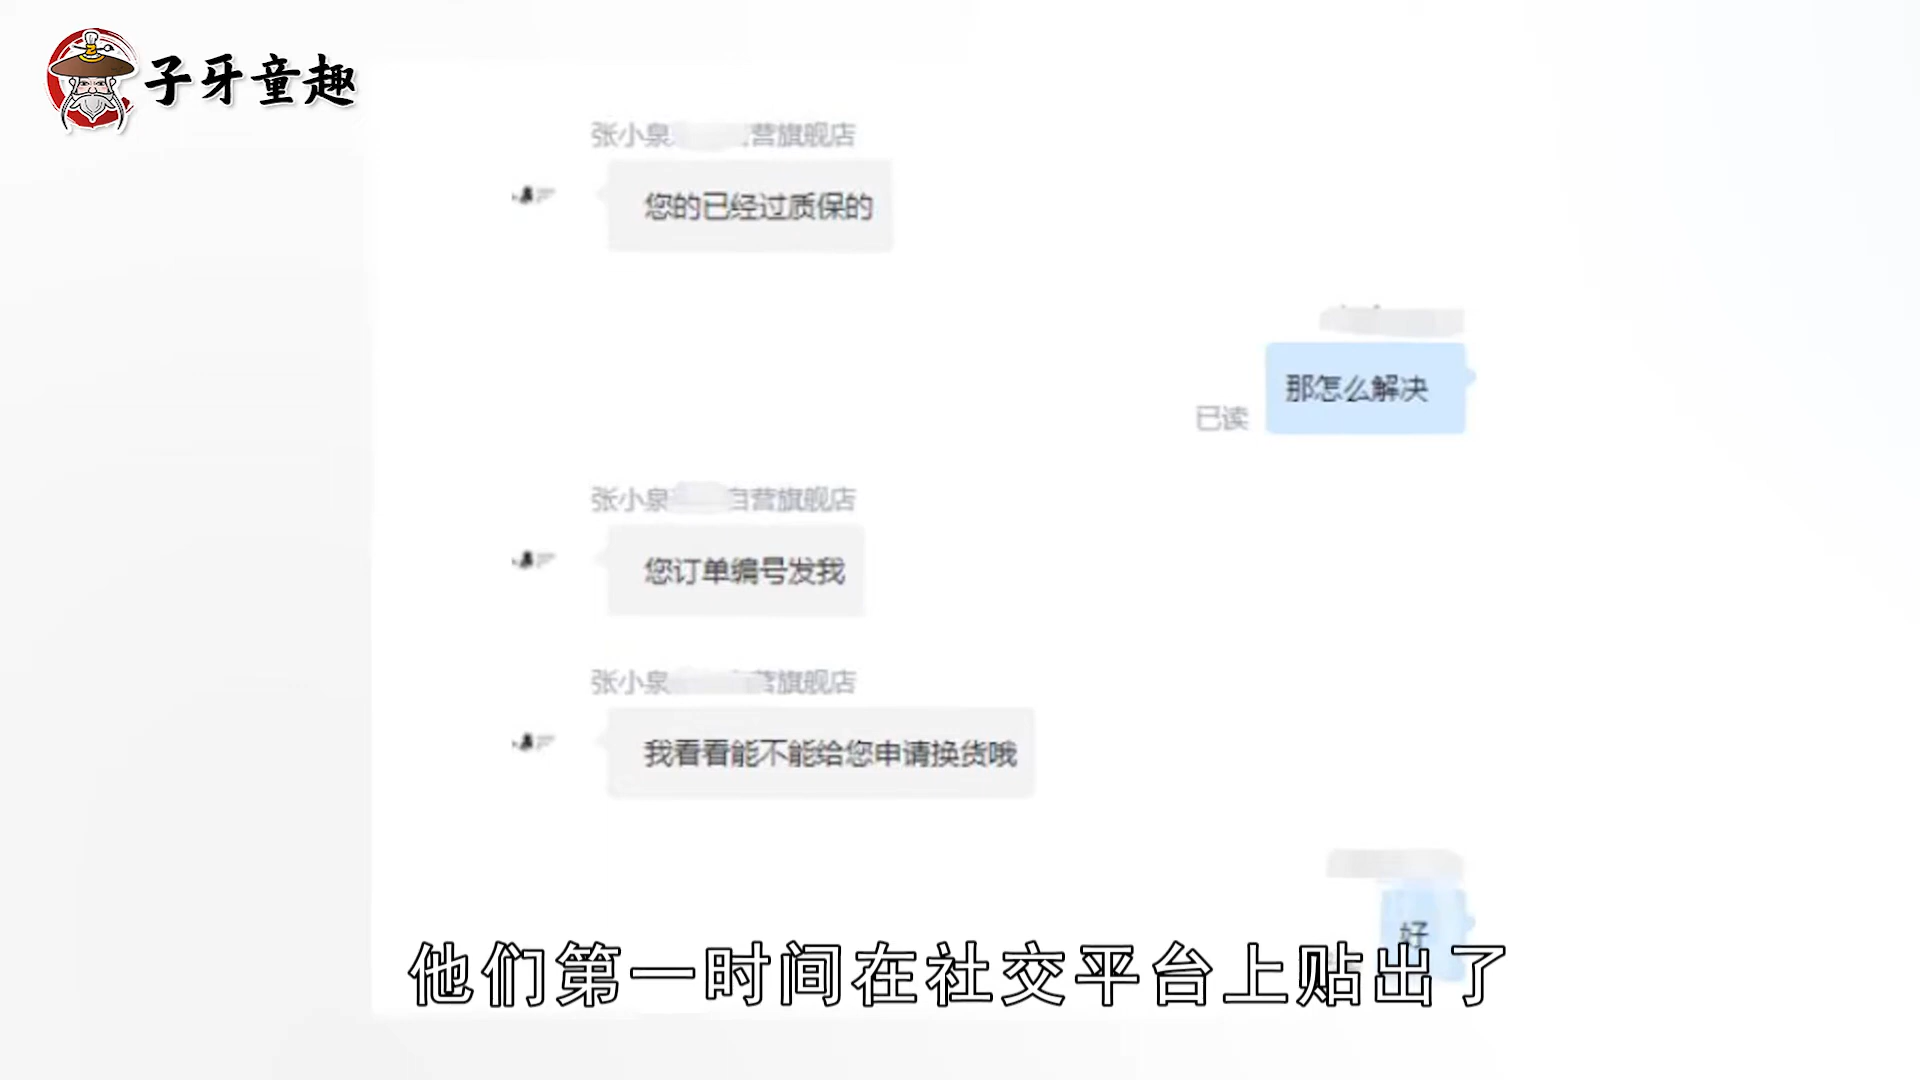 子牙童趣
张小泉 营旗舰店
您的已经过质保的
那怎么解决
已读
张小泉 自营旗舰店
您订单编号发我
张小泉 营旗舰店
我看看能不能给您申请换货哦
好
他们第一时间在社交平台上贴出了